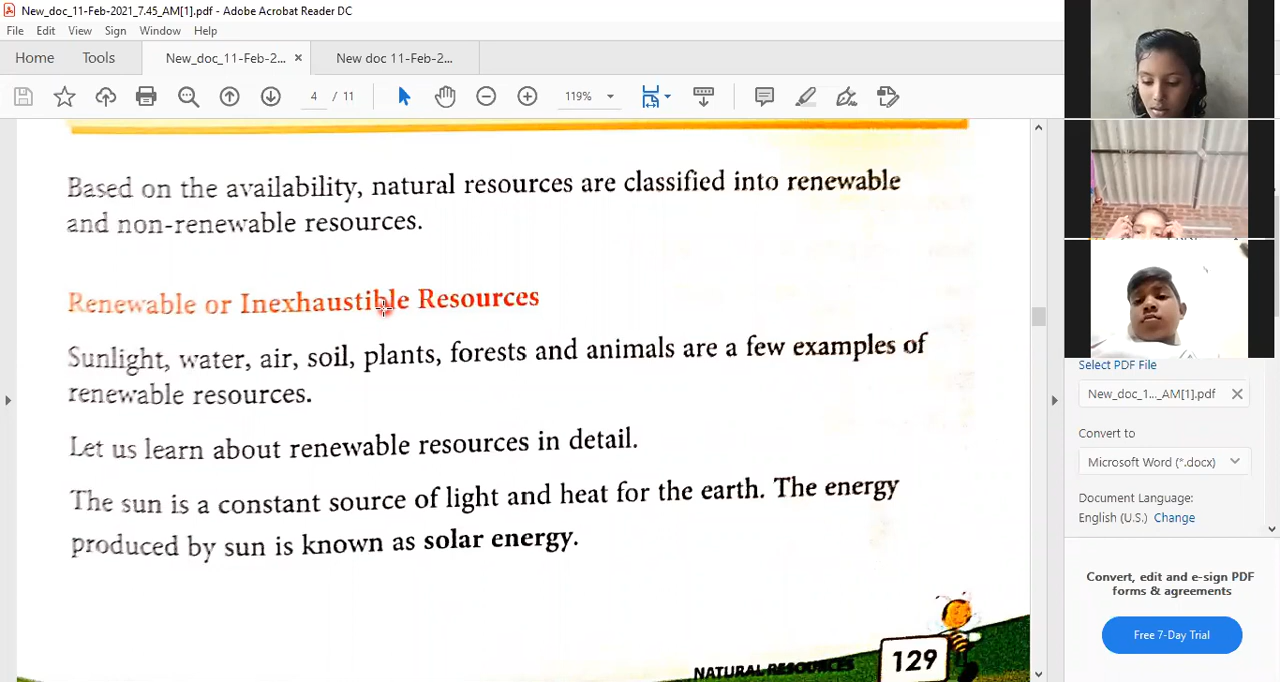 New_doc_11-Feb-2021_7.45_AM[1].pdf - Adobe Acrobat Reader DC
File Edit View Sign Window Help
Home Tools New_doc_11-Feb-2... × New doc 11-Feb-2...
4 / 11 119%
Based on the availability, natural resources are classified into renewable
and non-renewable resources.
Renewable or Inexhaustible Resources
Sunlight, water, air, soil, plants, forests and animals are a few examples of
renewable resources.
Let us learn about renewable resources in detail.
The sun is a constant source of light and heat for the earth. The energy
produced by sun is known as solar energy.
NATURAL RESOURCES 129
Select PDF File
New_doc_1..._AM[1].pdf
Convert to
Microsoft Word (*.docx)
Document Language:
English (U.S.) Change
Convert, edit and e-sign PDF
forms & agreements
Free 7-Day Trial